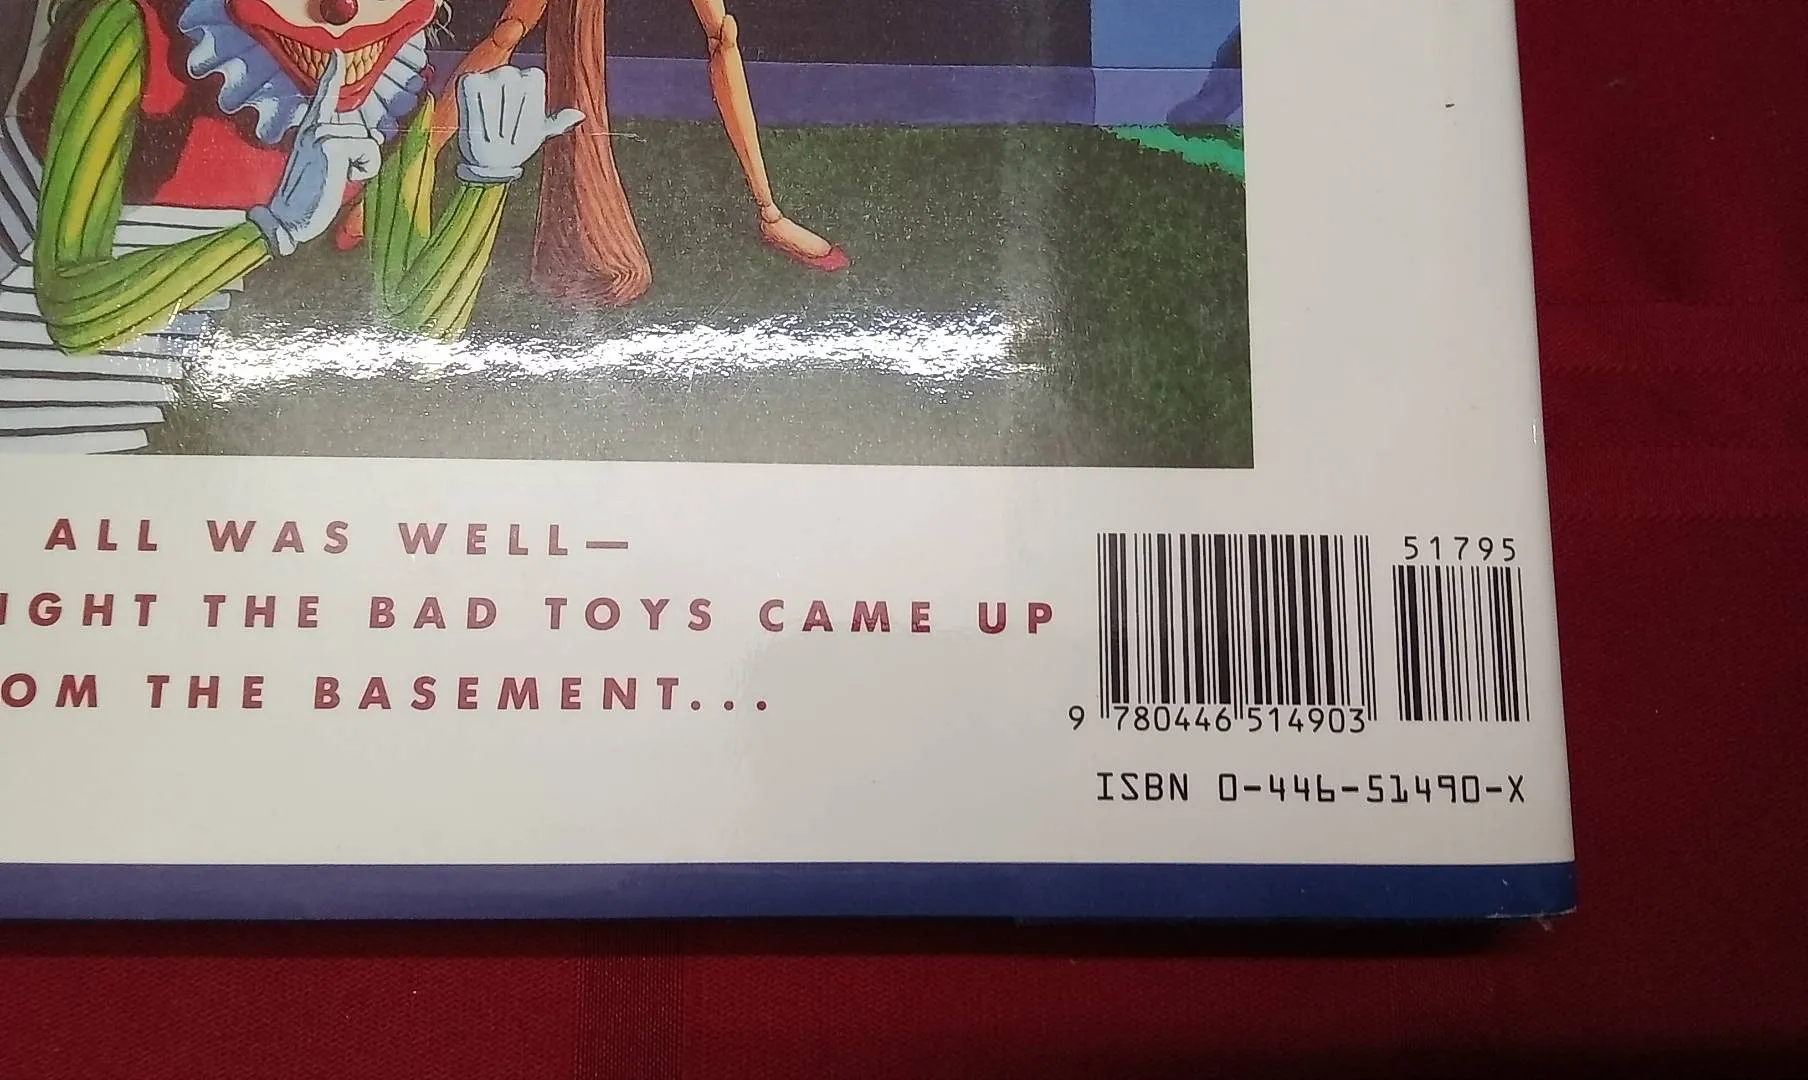 ALL WAS WELL—
IGHT THE BAD TOYS CAME UP
OM THE BASEMENT...
51795
9 780446 514903
ISBN 0-446-51490-X